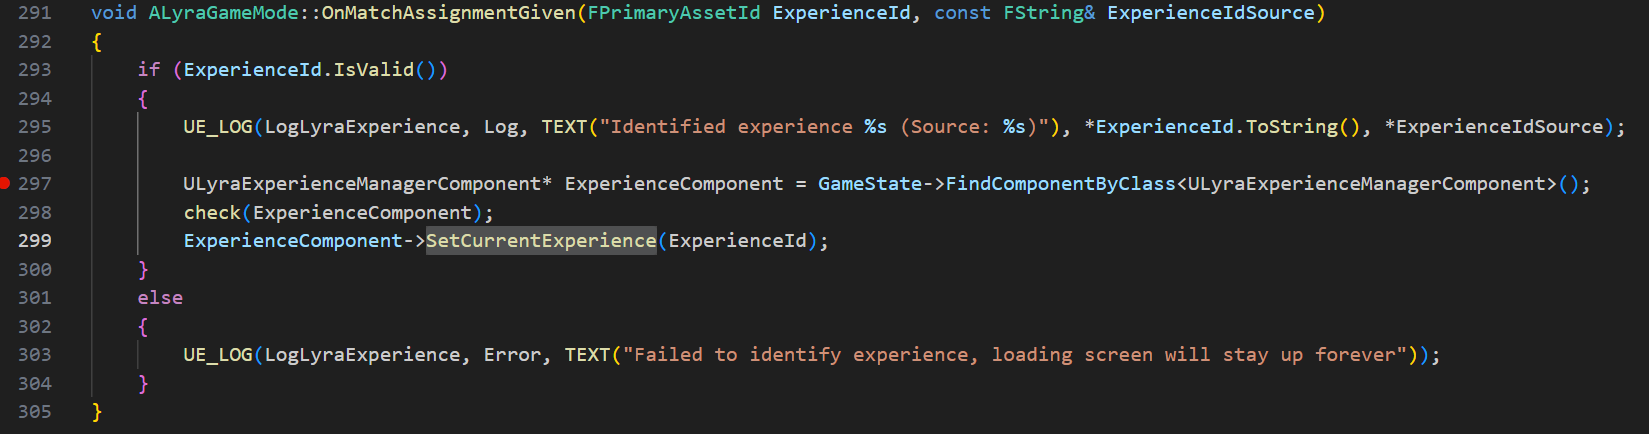 291 void ALyraGameMode::OnMatchAssignmentGiven(FPrimaryAssetId ExperienceId, const FString& ExperienceIdSource)
292 {
293     if (ExperienceId.IsValid())
294     {
295         UE_LOG(LogLyraExperience, Log, TEXT("Identified experience %s (Source: %s)"), *ExperienceId.ToString(), *ExperienceIdSource);
296
297         ULyraExperienceManagerComponent* ExperienceComponent = GameState->FindComponentByClass<ULyraExperienceManagerComponent>();
298         check(ExperienceComponent);
299         ExperienceComponent->SetCurrentExperience(ExperienceId);
300     }
301     else
302     {
303         UE_LOG(LogLyraExperience, Error, TEXT("Failed to identify experience, loading screen will stay up forever"));
304     }
305 }